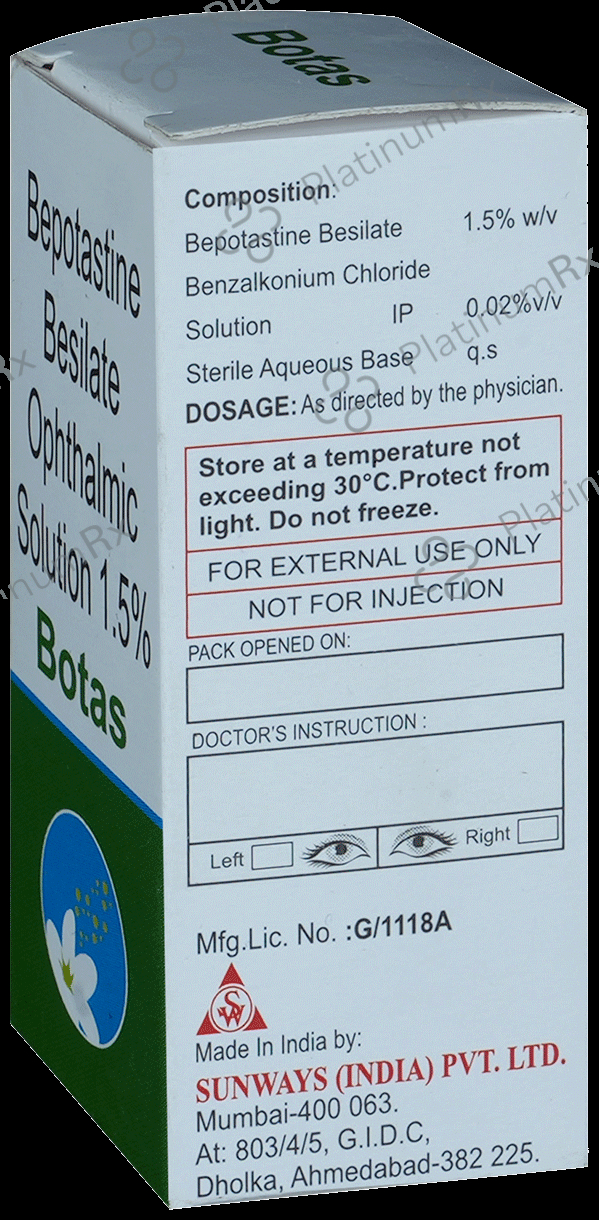 Botas
Bepotastine
Besilate
Ophthalmic
Solution 1.5%
Botas
Composition:
Bepotastine Besilate 1.5% w/v
Benzalkonium Chloride
Solution IP 0.02%v/v
Sterile Aqueous Base q.s
DOSAGE: As directed by the physician.
Store at a temperature not
exceeding 30°C.Protect from
light. Do not freeze.
FOR EXTERNAL USE ONLY
NOT FOR INJECTION
PACK OPENED ON:
DOCTOR'S INSTRUCTION :
Left Right
Mfg.Lic. No. :G/1118A
SW
Made In India by:
SUNWAYS (INDIA) PVT. LTD.
Mumbai-400 063.
At: 803/4/5, G.I.D.C,
Dholka, Ahmedabad-382 225.
PlatinumRx
PlatinumRx